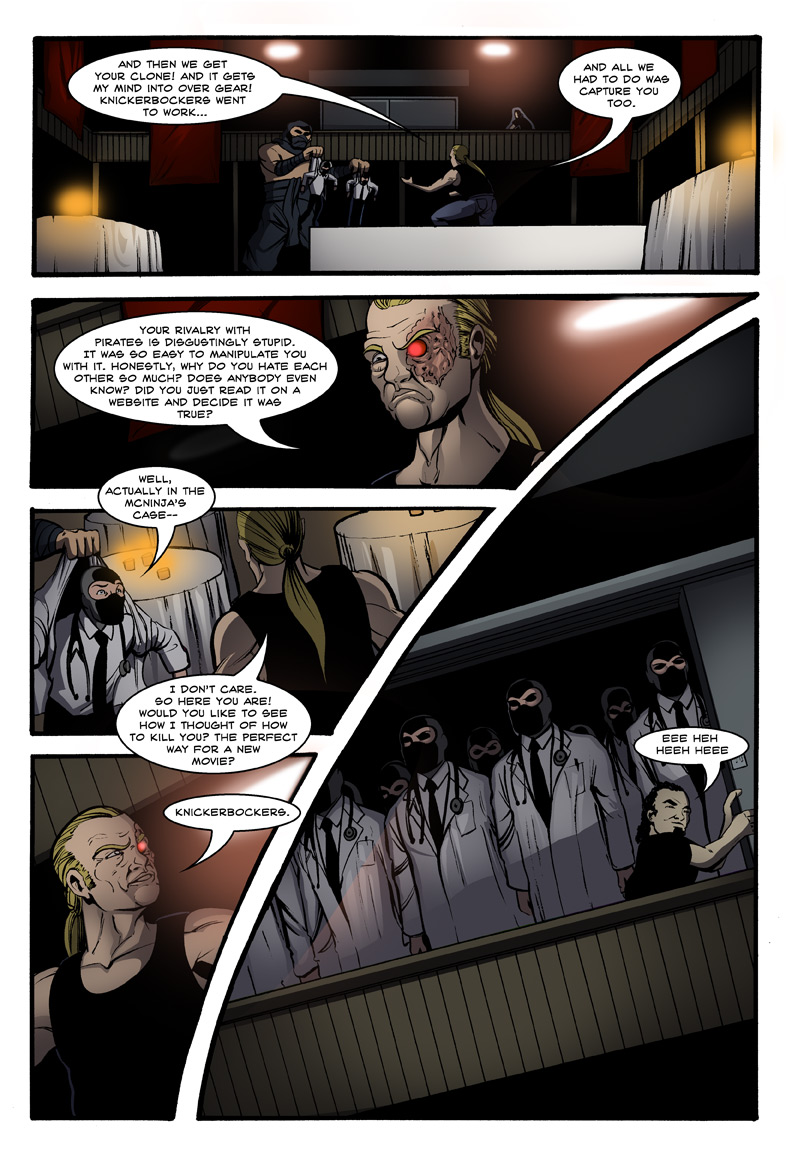 AND THEN WE GET
YOUR CLONE! AND IT GETS
MY MIND INTO OVER GEAR!
KNICKERBOCKERS WENT
TO WORK...
AND ALL WE
HAD TO DO WAS
CAPTURE YOU
TOO.
YOUR RIVALRY WITH
PIRATES IS DISGUSTINGLY STUPID.
IT WAS SO EASY TO MANIPULATE YOU
WITH IT. HONESTLY, WHY DO YOU HATE EACH
OTHER SO MUCH? DOES ANYBODY EVEN
KNOW? DID YOU JUST READ IT ON A
WEBSITE AND DECIDE IT WAS
TRUE?
WELL,
ACTUALLY IN THE
MCNINJA'S
CASE--
I DON'T CARE.
SO HERE YOU ARE!
WOULD YOU LIKE TO SEE
HOW I THOUGHT OF HOW
TO KILL YOU? THE PERFECT
WAY FOR A NEW
MOVIE?
KNICKERBOCKERS.
EEE HEH
HEEH HEEE